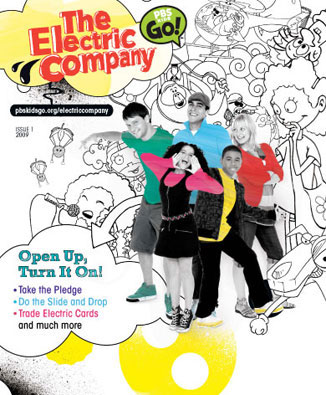 The
Electric
Company
PBS
KIDS
GO!
pbskidsgo.org/electriccompany
ISSUE 1
2009
Open Up,
Turn It On!
• Take the Pledge
• Do the Slide and Drop
• Trade Electric Cards
and much more